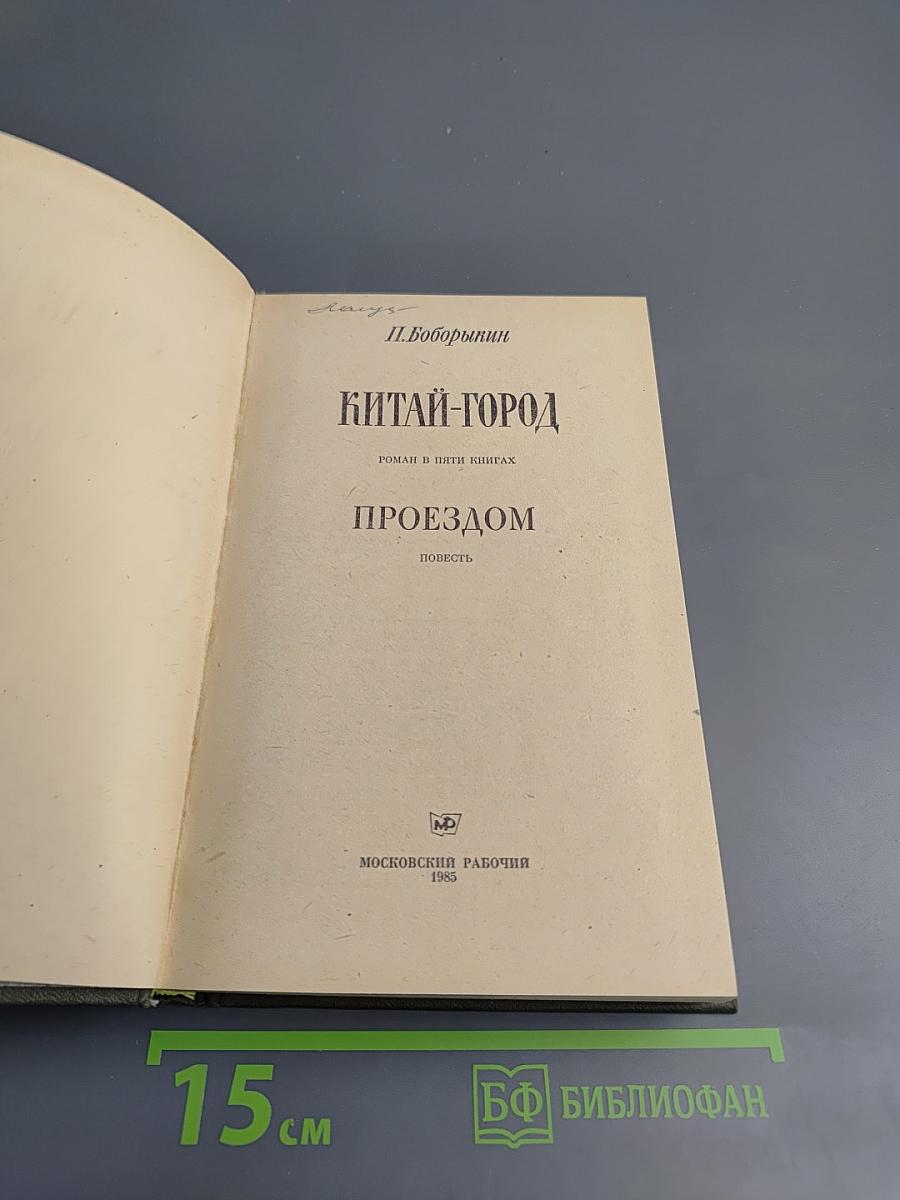 П. Боборыкин
КИТАЙ-ГОРОД
РОМАН В ПЯТИ КНИГАХ
ПРОЕЗДОМ
ПОВЕСТЬ
МР
МОСКОВСКИЙ РАБОЧИЙ
1985
15 см
БФ БИБЛИОФАН